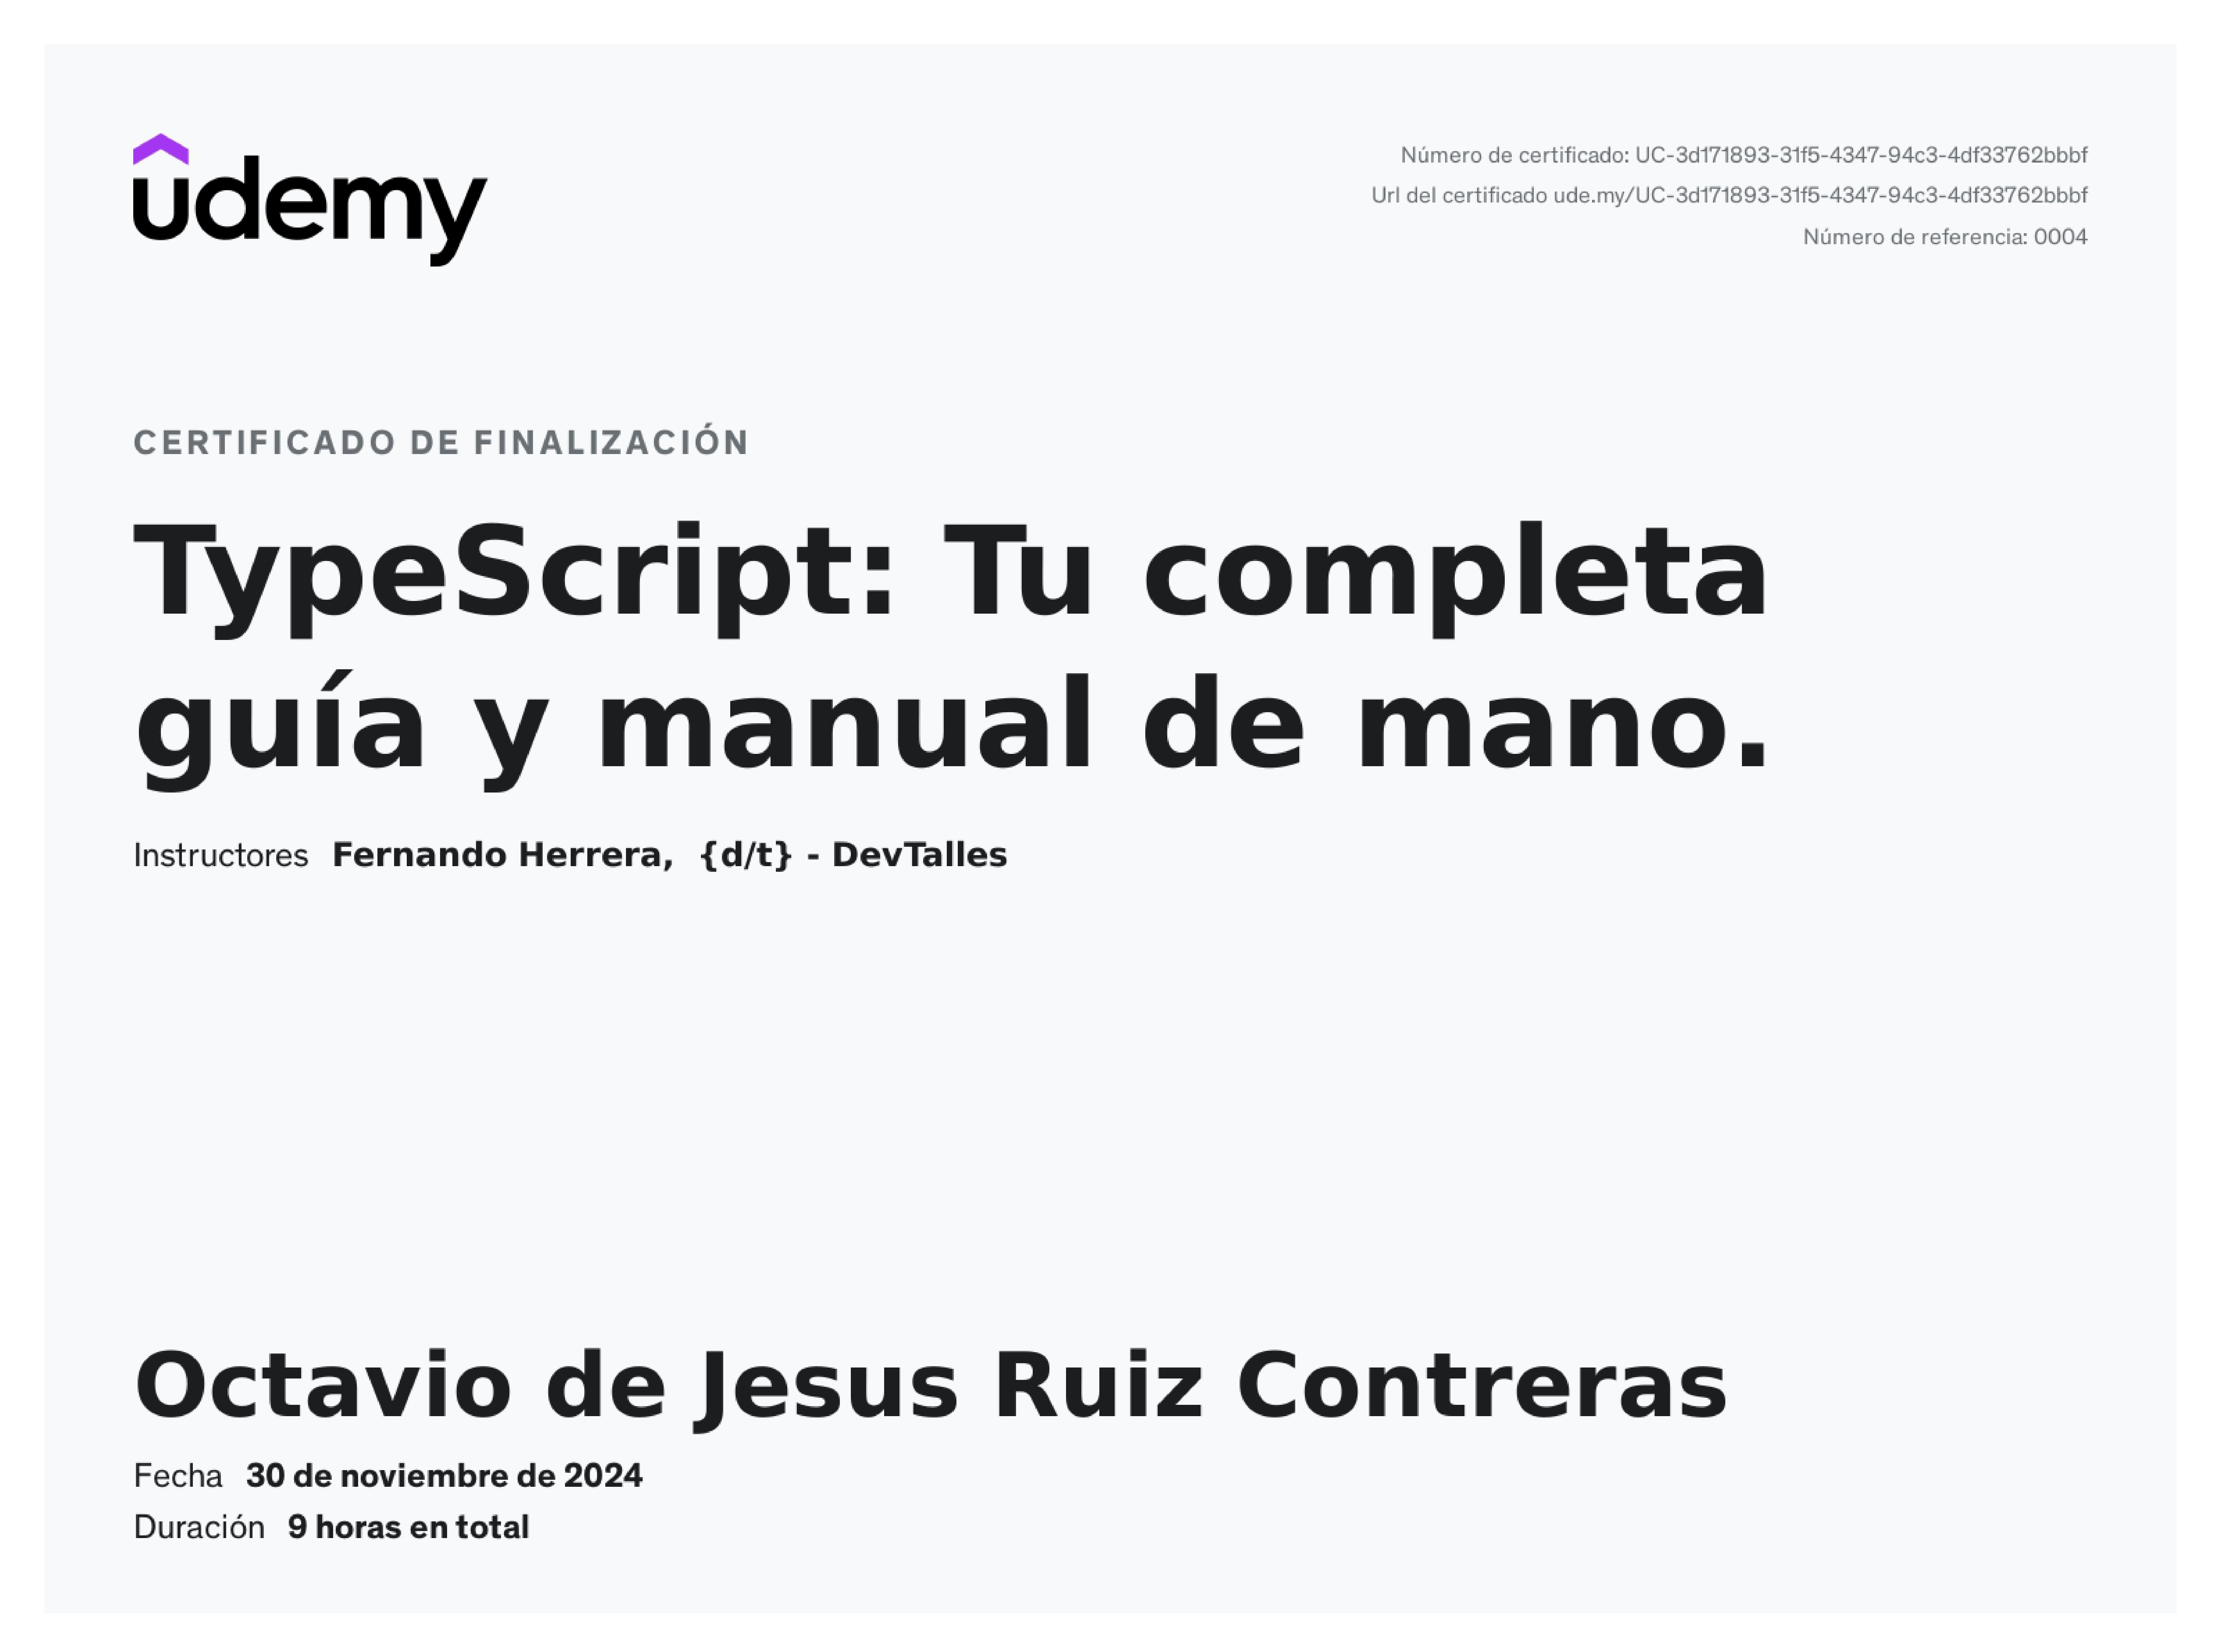 udemy
Número de certificado: UC-3d171893-31f5-4347-94c3-4df33762bbbf
Url del certificado ude.my/UC-3d171893-31f5-4347-94c3-4df33762bbbf
Número de referencia: 0004
CERTIFICADO DE FINALIZACIÓN
TypeScript: Tu completa
guía y manual de mano.
Instructores Fernando Herrera, {d/t} - DevTalles
Octavio de Jesus Ruiz Contreras
Fecha 30 de noviembre de 2024
Duración 9 horas en total